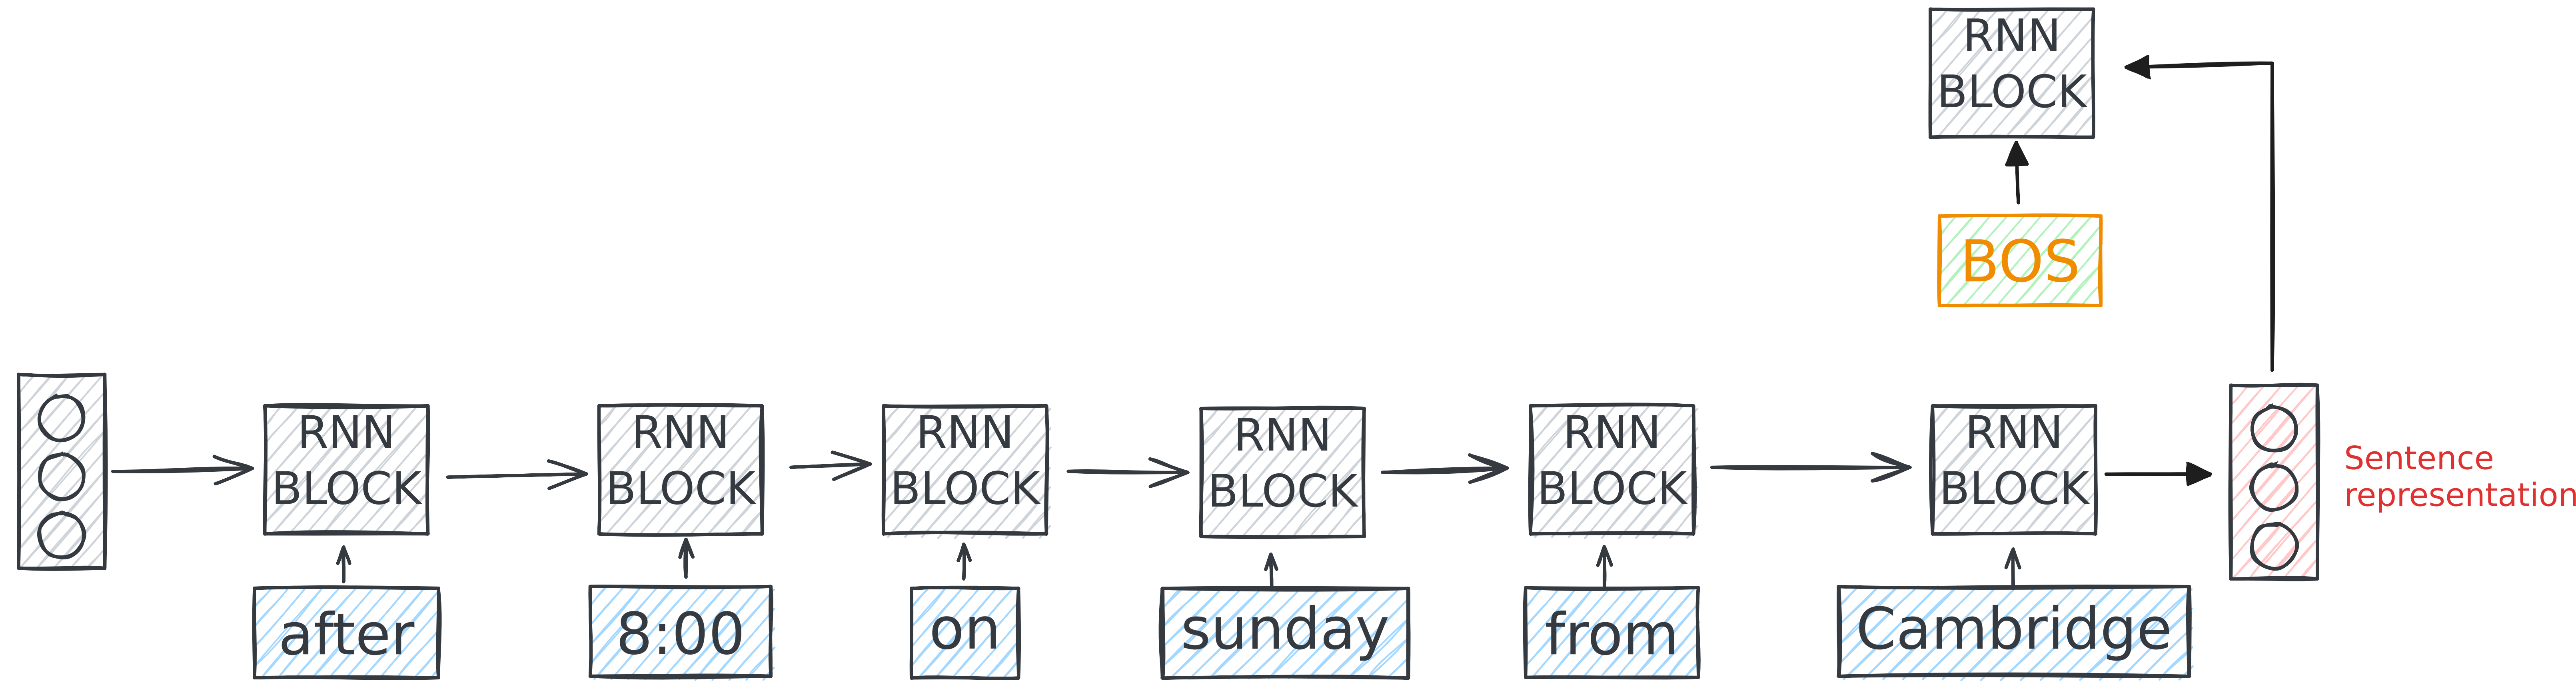 RNN
BLOCK
BOS
RNN
BLOCK
RNN
BLOCK
RNN
BLOCK
RNN
BLOCK
RNN
BLOCK
RNN
BLOCK
Sentence
representation
after
8:00
on
sunday
from
Cambridge